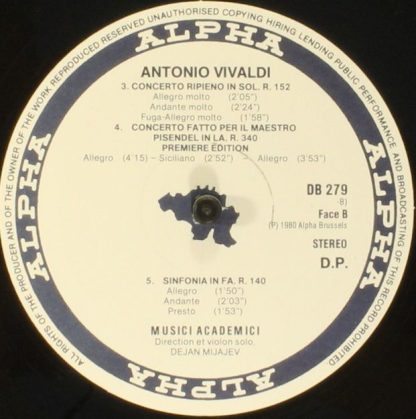 ALL RIGHTS OF THE PRODUCER AND OF THE OWNER OF THE WORK REPRODUCED RESERVED UNAUTHORISED COPYING HIRING LENDING PUBLIC PERFORMANCE AND BROADCASTING OF THIS RECORD PROHIBITED.
ALPHA
ALPHA
ALPHA
ALPHA
ANTONIO VIVALDI
3. CONCERTO RIPIENO IN SOL. R. 152
Allegro molto (2'05")
Andante molto (2'24")
Fuga-Allegro molto (1'58")
4. CONCERTO FATTO PER IL MAESTRO
PISENDEL IN LA. R. 340
PREMIERE ÉDITION
Allegro (4'15) - Siciliano (2'52") - Allegro (3'53")
DB 279
-B)
Face B
(P) 1980 Alpha Brussels
STEREO
D.P.
5. SINFONIA IN FA. R. 140
Allegro (1'50")
Andante (2'03")
Presto (1'53")
MUSICI ACADEMICI
Direction et violon solo,
DEJAN MIJAJEV